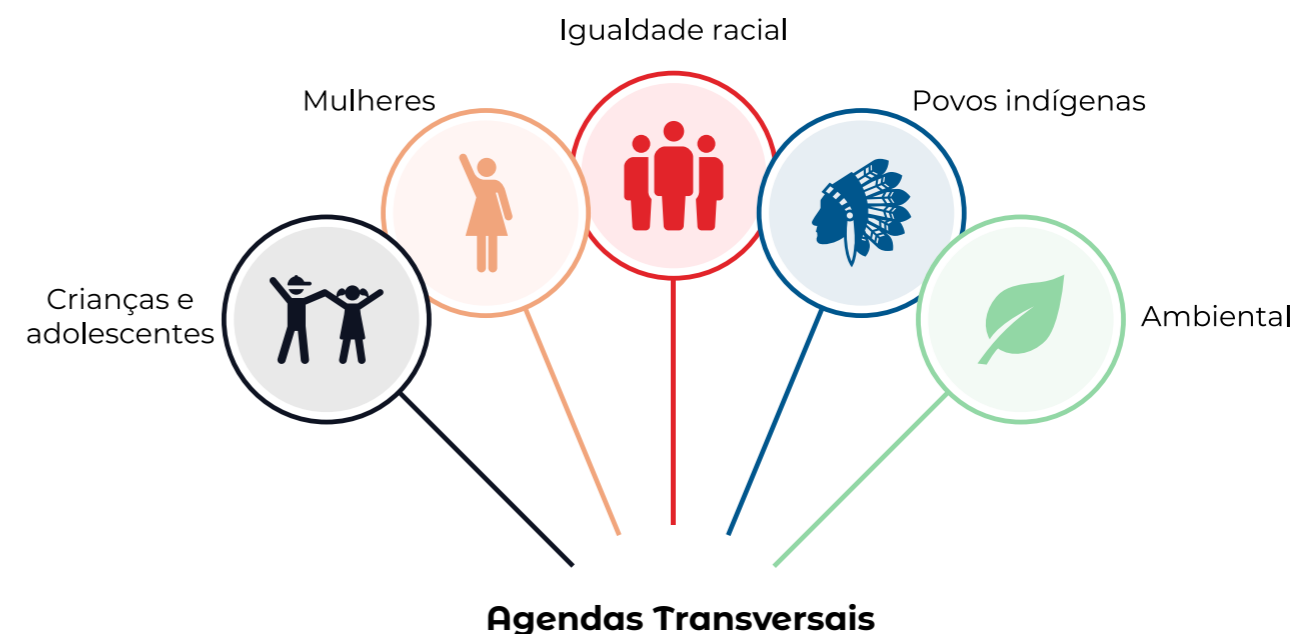 Igualdade racial
Mulheres
Povos indígenas
Crianças e
adolescentes
Ambiental
Agendas Transversais